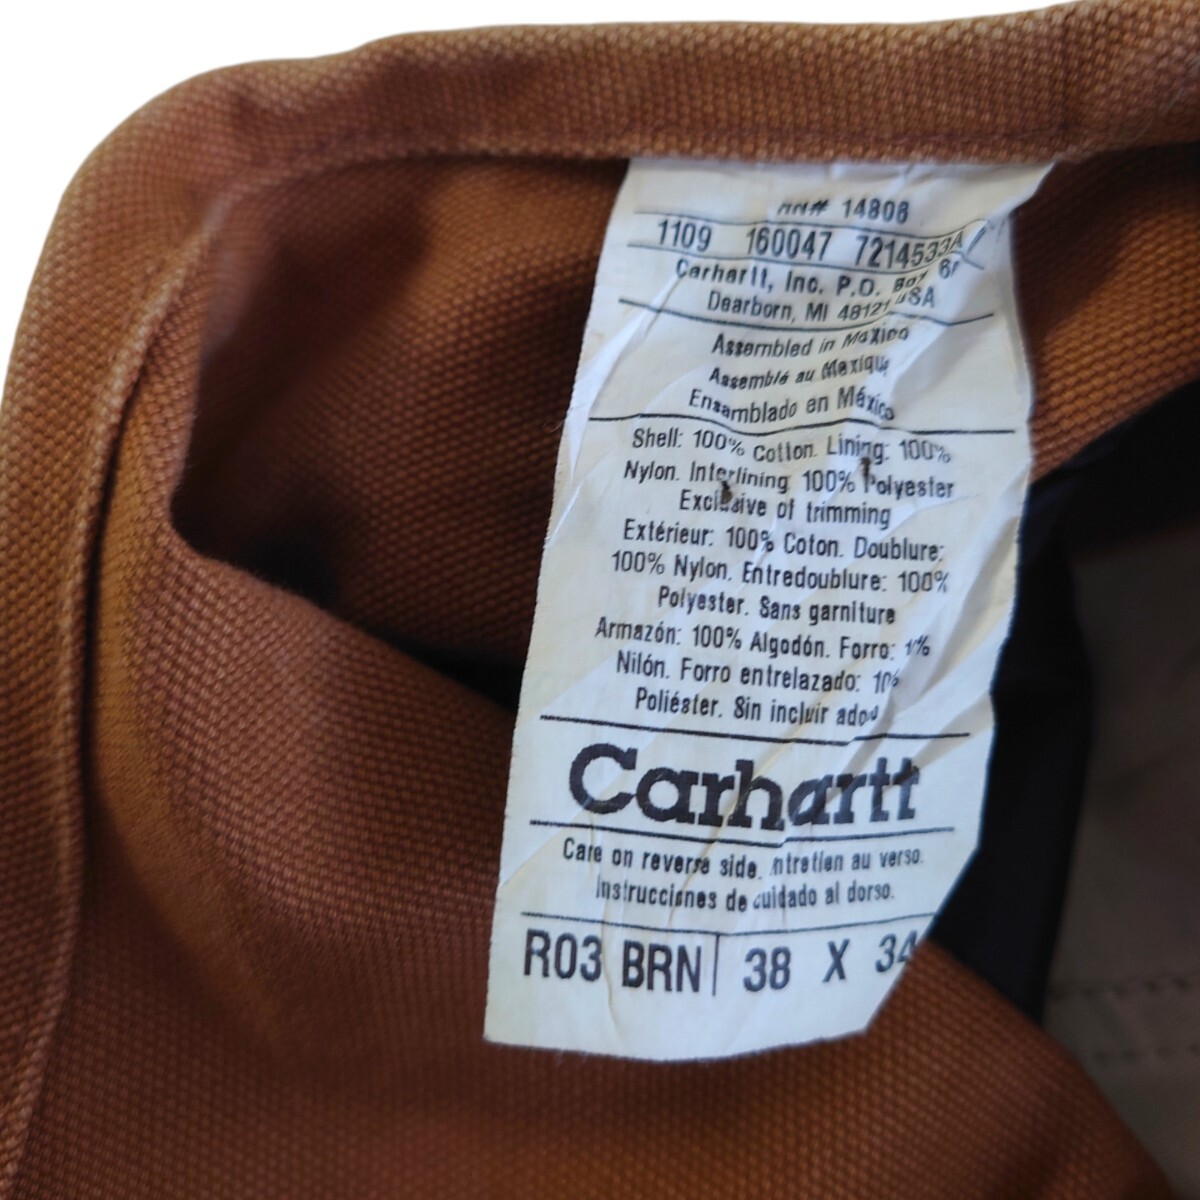 14806
1109 160047 7214533A
Carhartt, Inc. P.O. Box
Dearborn, MI 48121 USA
Assembled in Mexico
Assemblé au Mexique
Ensamblado en México
Shell: 100% Cotton. Lining: 100%
Nylon. Interlining 100% Polyester
Exclusive of trimming
Extérieur: 100% Coton. Doublure:
100% Nylon. Entredoublure: 100%
Polyester. Sans garniture
Armazón: 100% Algodón. Forro:
Nilón. Forro entrelazado:
Poliéster. Sin incluir
Carhartt
Care on reverse side. Entretien au verso.
Instrucciones de cuidado al dorso.
R03 BRN 38 X 34